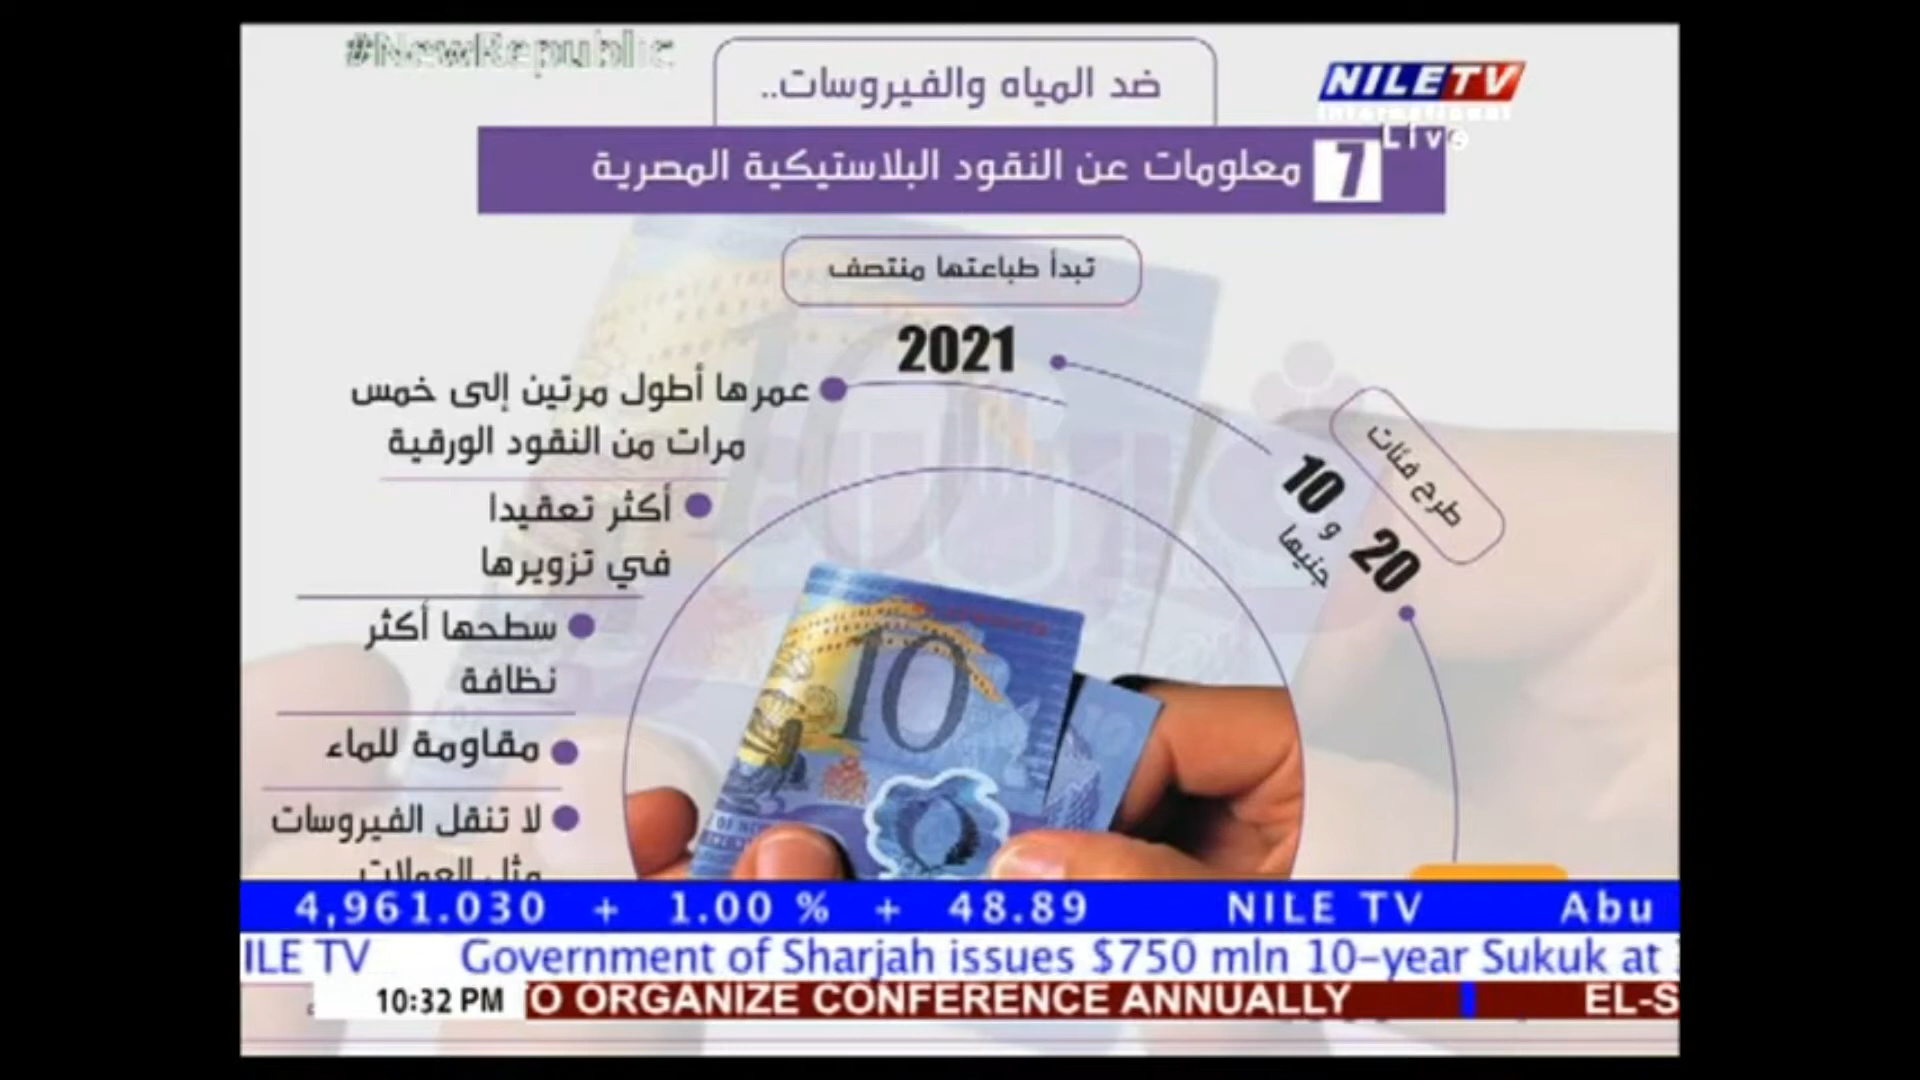 #NewRepublic
ضد المياه والفيروسات..
NILE TV
International
Live
7 معلومات عن النقود البلاستيكية المصرية
تبدأ طباعتها منتصف
2021
طرح فئات
10 و 20
جنيها
عمرها أطول مرتين إلى خمس
مرات من النقود الورقية
أكثر تعقيدا
في تزويرها
سطحها أكثر
نظافة
مقاومة للماء
لا تنقل الفيروسات
مثل العملات
10
4,961.030 + 1.00 % + 48.89 NILE TV Abu
ILE TV Government of Sharjah issues $750 mln 10-year Sukuk at
10:32 PM O ORGANIZE CONFERENCE ANNUALLY EL-S